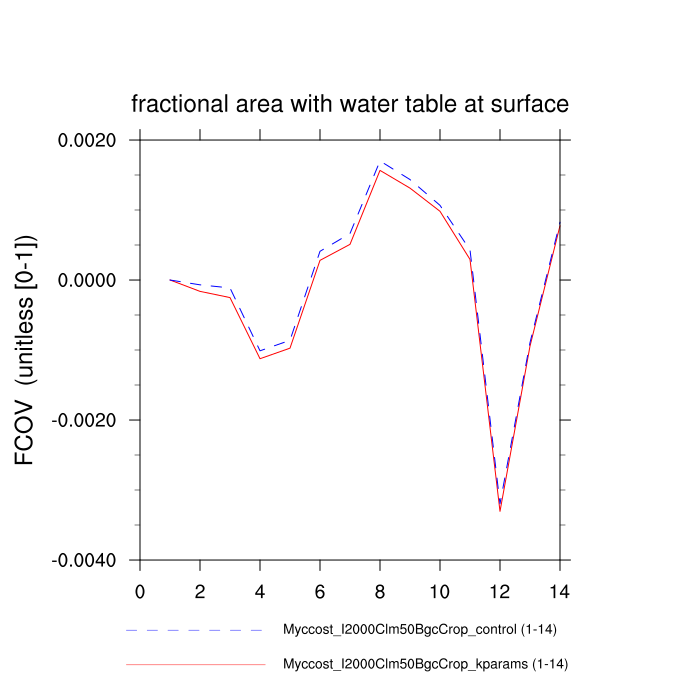 fractional area with water table at surface
0.0020
0.0000
-0.0020
-0.0040
FCOV (unitless [0-1])
0 2 4 6 8 10 12 14
Myccost_I2000Clm50BgcCrop_control (1-14)
Myccost_I2000Clm50BgcCrop_kparams (1-14)